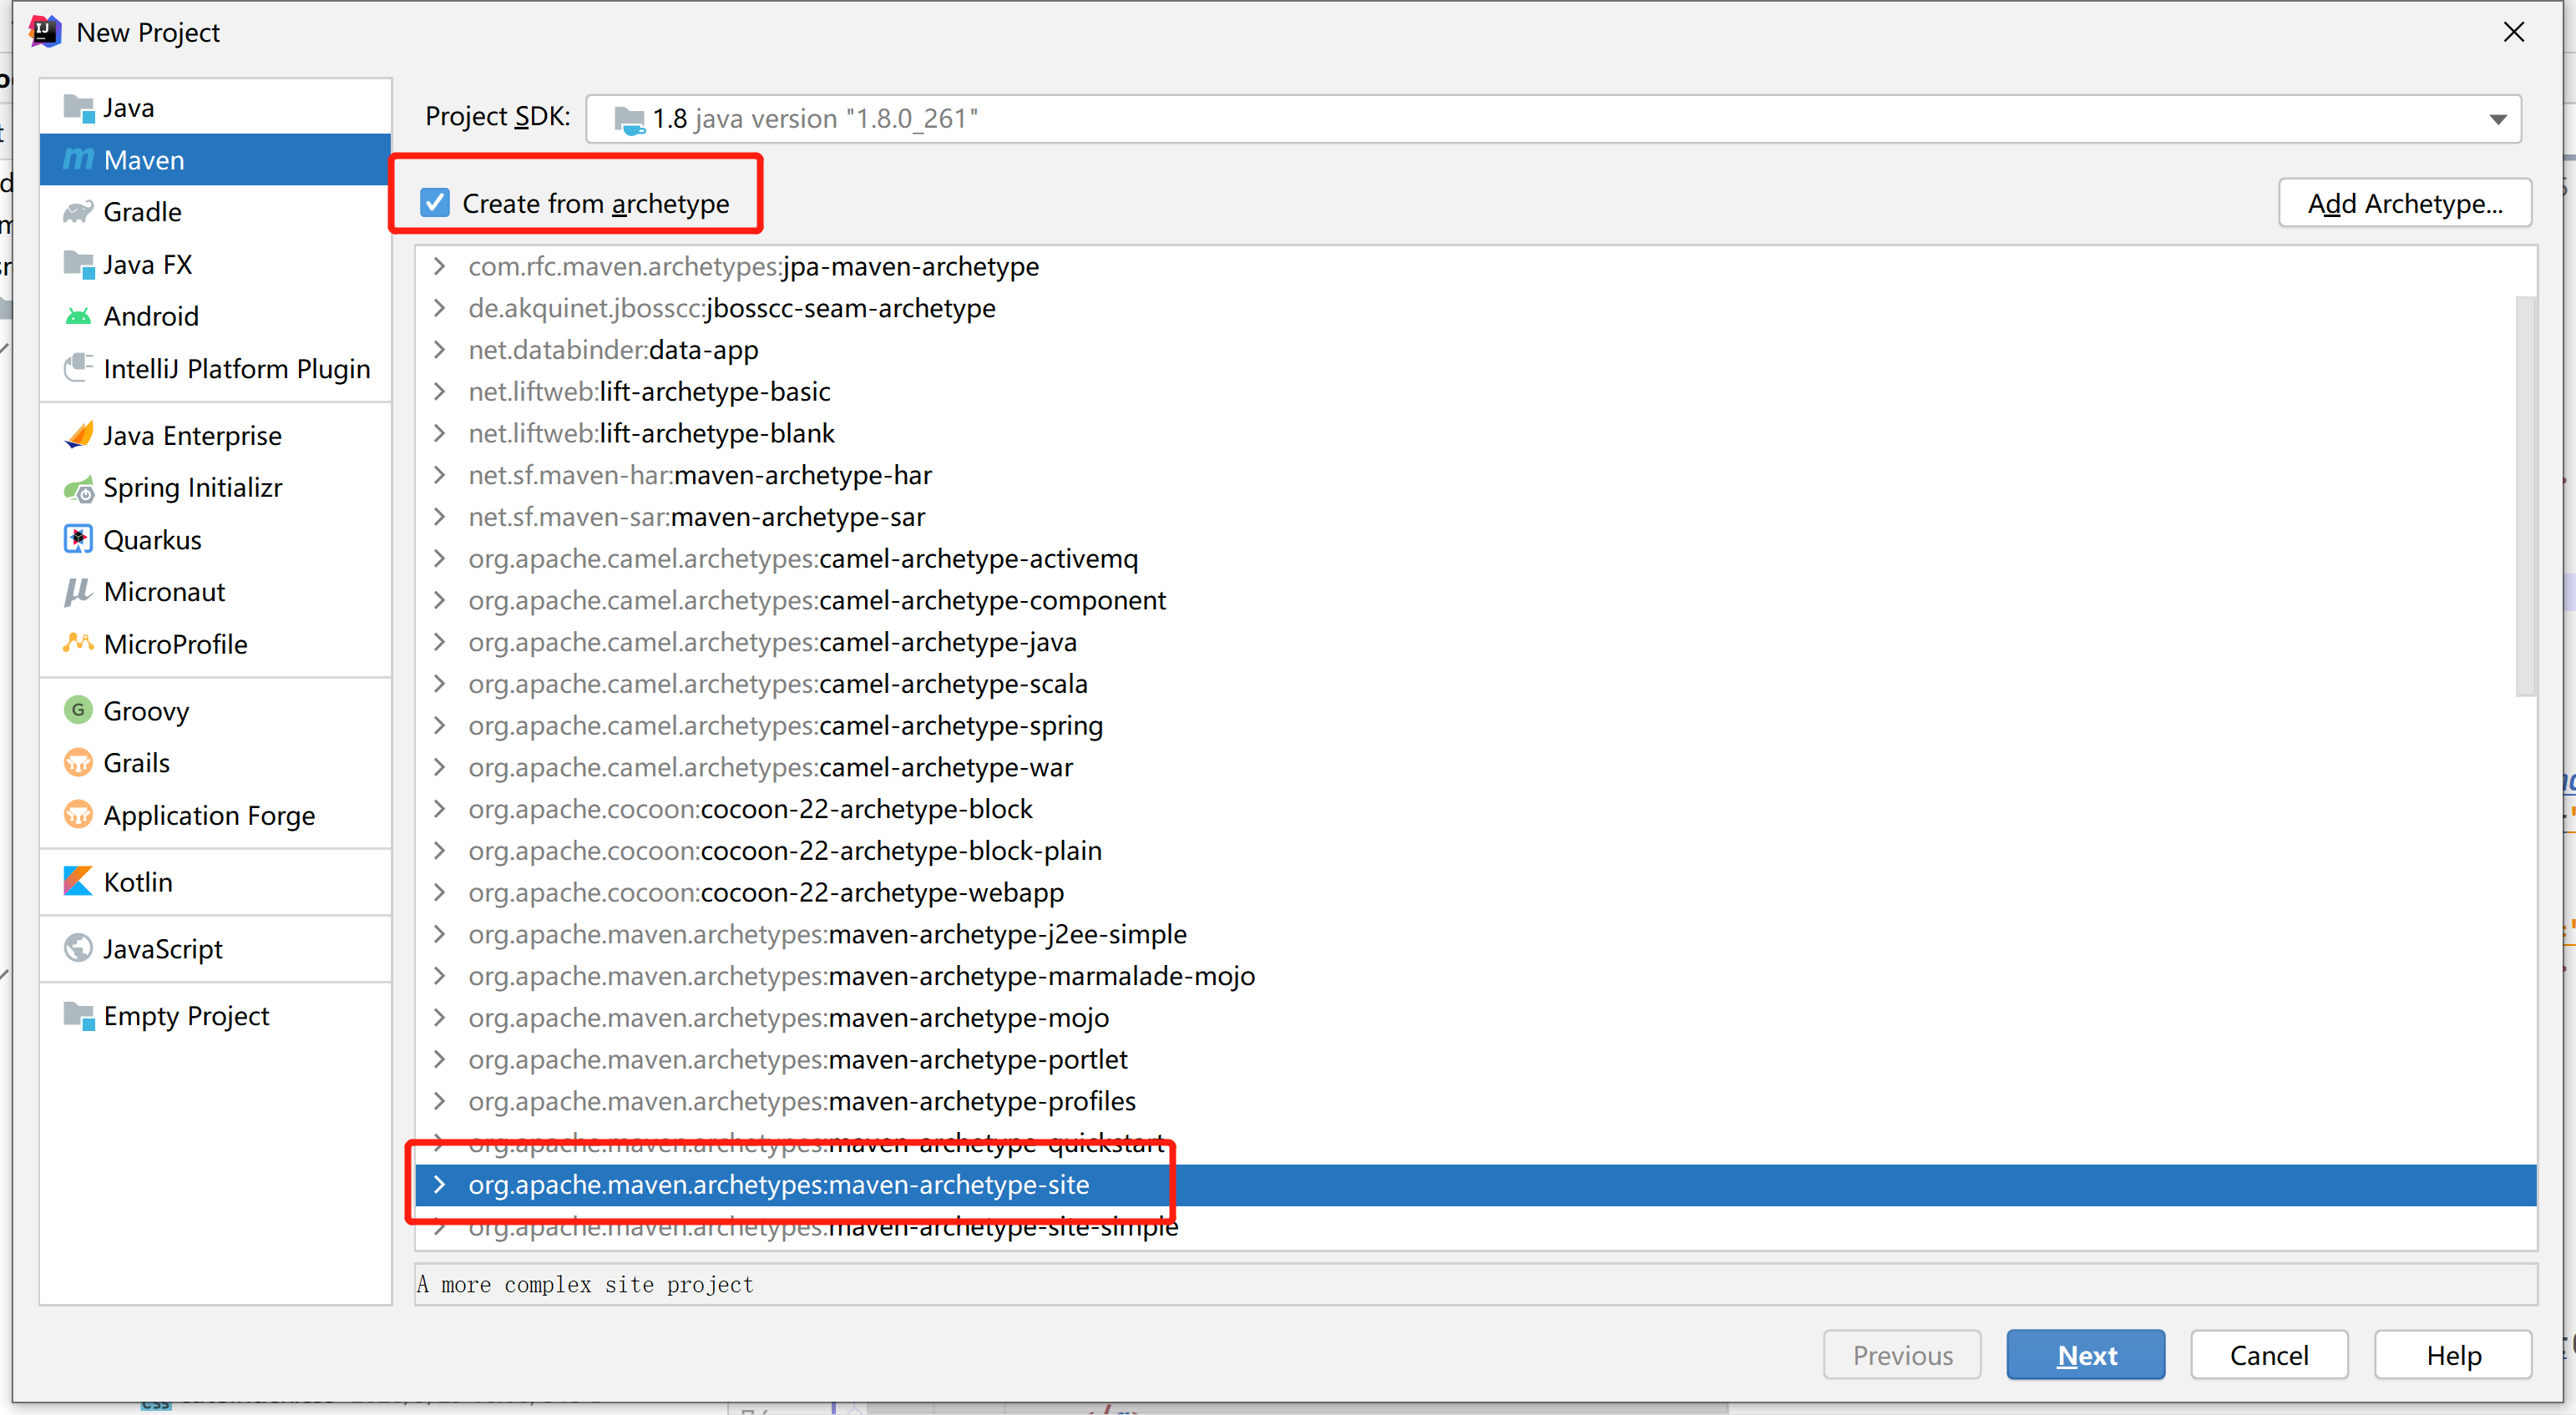 New Project
Java
Maven
Gradle
Java FX
Android
IntelliJ Platform Plugin
Java Enterprise
Spring Initializr
Quarkus
Micronaut
MicroProfile
Groovy
Grails
Application Forge
Kotlin
JavaScript
Empty Project
Project SDK: 1.8 java version "1.8.0_261"
Create from archetype
Add Archetype...
com.rfc.maven.archetypes:jpa-maven-archetype
de.akquinet.jbosscc:jbosscc-seam-archetype
net.databinder:data-app
net.liftweb:lift-archetype-basic
net.liftweb:lift-archetype-blank
net.sf.maven-har:maven-archetype-har
net.sf.maven-sar:maven-archetype-sar
org.apache.camel.archetypes:camel-archetype-activemq
org.apache.camel.archetypes:camel-archetype-component
org.apache.camel.archetypes:camel-archetype-java
org.apache.camel.archetypes:camel-archetype-scala
org.apache.camel.archetypes:camel-archetype-spring
org.apache.camel.archetypes:camel-archetype-war
org.apache.cocoon:cocoon-22-archetype-block
org.apache.cocoon:cocoon-22-archetype-block-plain
org.apache.cocoon:cocoon-22-archetype-webapp
org.apache.maven.archetypes:maven-archetype-j2ee-simple
org.apache.maven.archetypes:maven-archetype-marmalade-mojo
org.apache.maven.archetypes:maven-archetype-mojo
org.apache.maven.archetypes:maven-archetype-portlet
org.apache.maven.archetypes:maven-archetype-profiles
org.apache.maven.archetypes:maven-archetype-quickstart
org.apache.maven.archetypes:maven-archetype-site
org.apache.maven.archetypes:maven-archetype-site-simple
A more complex site project
Previous
Next
Cancel
Help